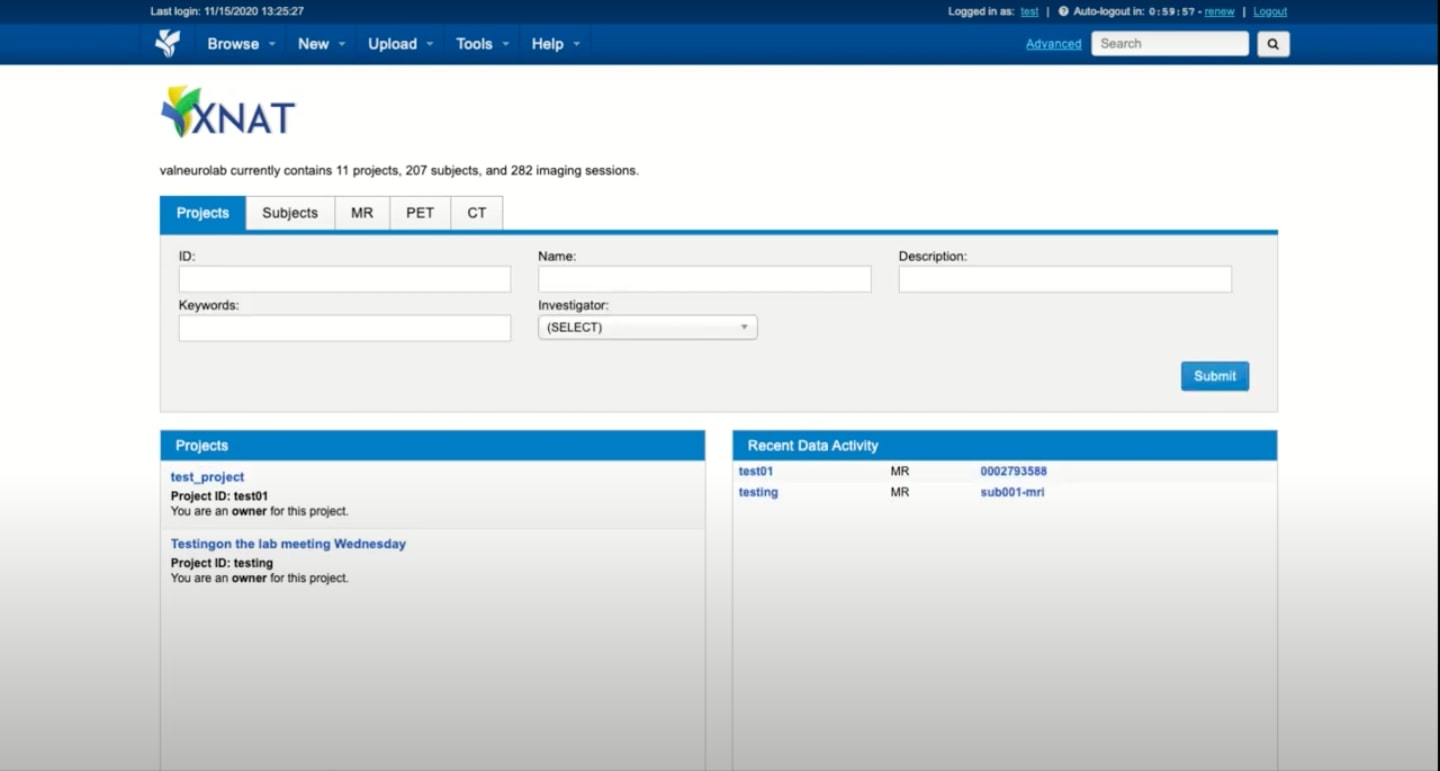 Last login: 11/15/2020 13:25:27 Logged in as: test | Auto-logout in: 0:59:57 - renew | Logout
Browse New Upload Tools Help Advanced Search
XNAT
valneurolab currently contains 11 projects, 207 subjects, and 282 imaging sessions.
Projects Subjects MR PET CT
ID: Name: Description:
Keywords: Investigator:
(SELECT)
Submit
Projects
test_project
Project ID: test01
You are an owner for this project.
Testingon the lab meeting Wednesday
Project ID: testing
You are an owner for this project.
Recent Data Activity
test01 MR 0002793588
testing MR sub001-mri